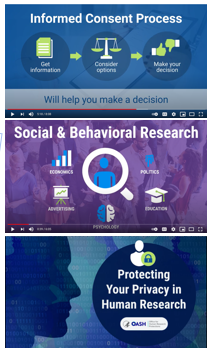 Informed Consent Process
Get
information
Consider
options
Make your
decision
Will help you make a decision
Social & Behavioral Research
ECONOMICS
POLITICS
ADVERTISING
EDUCATION
PSYCHOLOGY
Protecting
Your Privacy in
Human Research
OASH